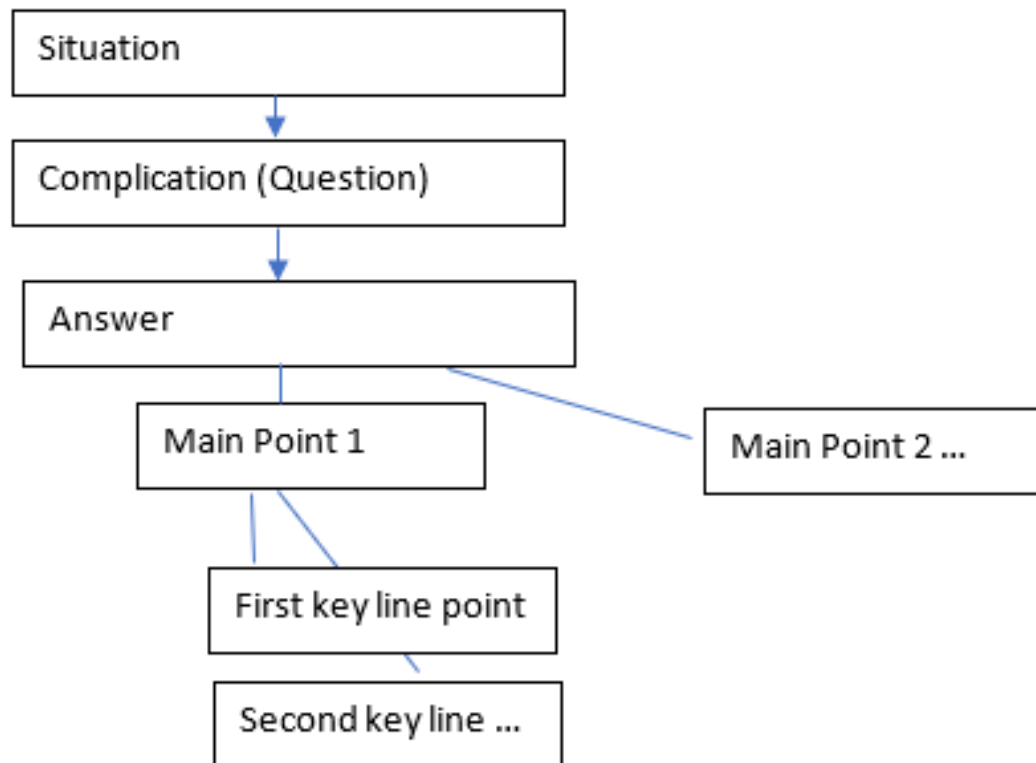 Situation
Complication (Question)
Answer
Main Point 1
Main Point 2 ...
First key line point
Second key line ...